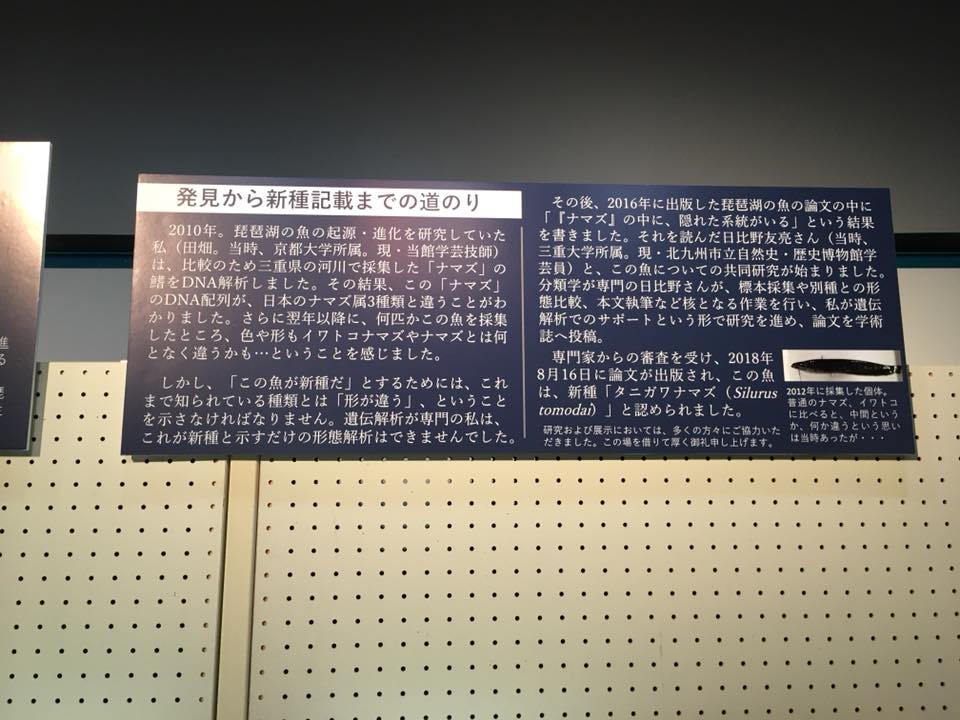 発見から新種記載までの道のり
2010年。琵琶湖の魚の起源・進化を研究していた
私（田畑。当時、京都大学所属。現・当館学芸技師）
は、比較のため三重県の河川で採集した「ナマズ」の
鰭をDNA解析しました。その結果、この「ナマズ」
のDNA配列が、日本のナマズ属3種類と違うことがわ
かりました。さらに翌年以降に、何匹かこの魚を採集
したところ、色や形もイワトコナマズやナマズとは何
となく違うかも…ということを感じました。
しかし、「この魚が新種だ」とするためには、これ
まで知られている種類とは「形が違う」、ということ
を示さなければなりません。遺伝解析が専門の私は、
これが新種と示すだけの形態解析はできませんでした。
その後、2016年に出版した琵琶湖の魚の論文の中に
「『ナマズ』の中に、隠れた系統がいる」という結果
を書きました。それを読んだ日比野友亮さん（当時、
三重大学所属。現・北九州市立自然史・歴史博物館学
芸員）と、この魚についての共同研究が始まりました。
分類学が専門の日比野さんが、標本採集や別種との形
態比較、本文執筆など核となる作業を行い、私が遺伝
解析でのサポートという形で研究を進め、論文を学術
誌へ投稿。
専門家からの審査を受け、2018年
8月16日に論文が出版され、この魚
は、新種「タニガワナマズ（Silurus
tomodai）」と認められました。
研究および展示においては、多くの方々にご協力いた
だきました。この場を借りて厚く御礼申し上げます。
2012年に採集した個体。
普通のナマズ、イワトコ
に比べると、中間という
か、何か違うという思い
は当時あったが・・・